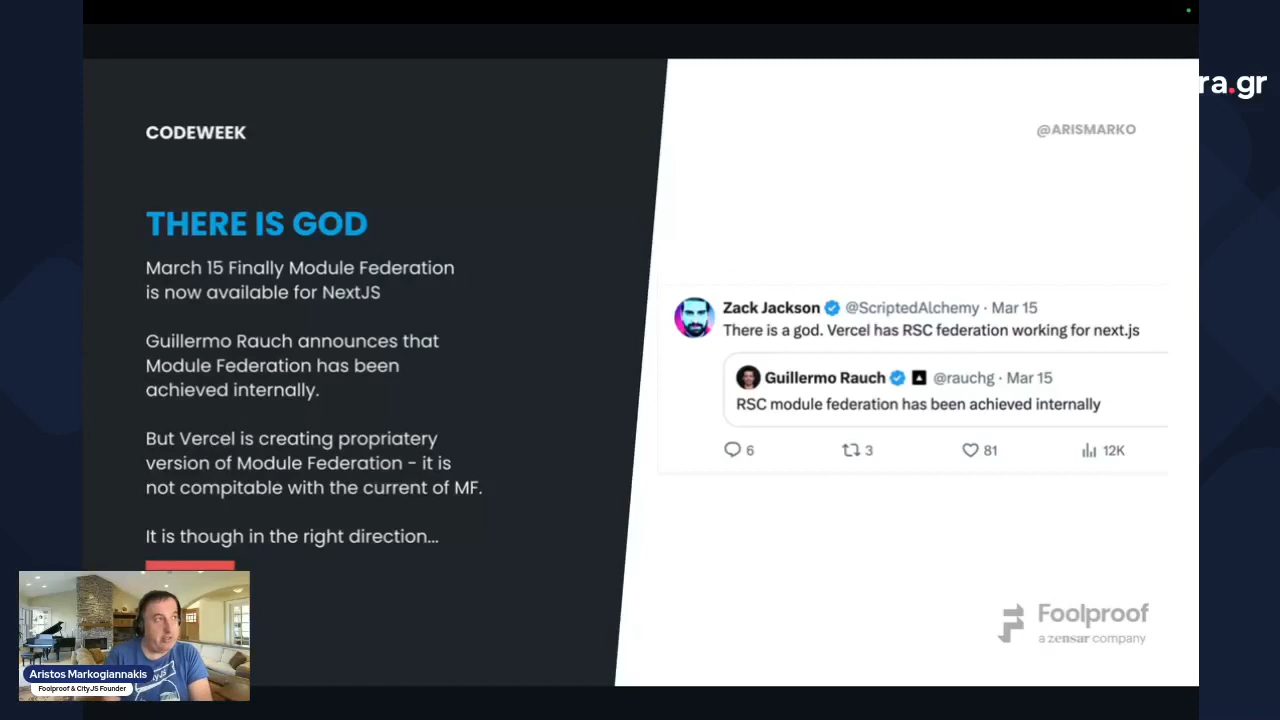 ra.gr
CODEWEEK
@ARISMARKO
THERE IS GOD
March 15 Finally Module Federation
is now available for NextJS
Guillermo Rauch announces that
Module Federation has been
achieved internally.
But Vercel is creating propriatery
version of Module Federation - it is
not compitable with the current of MF.
It is though in the right direction...
Zack Jackson @ScriptedAlchemy · Mar 15
There is a god. Vercel has RSC federation working for next.js
Guillermo Rauch @rauchg · Mar 15
RSC module federation has been achieved internally
6 3 81 12K
Foolproof
a zensar company
Aristos Markogiannakis
Foolproof & CityJS Founder